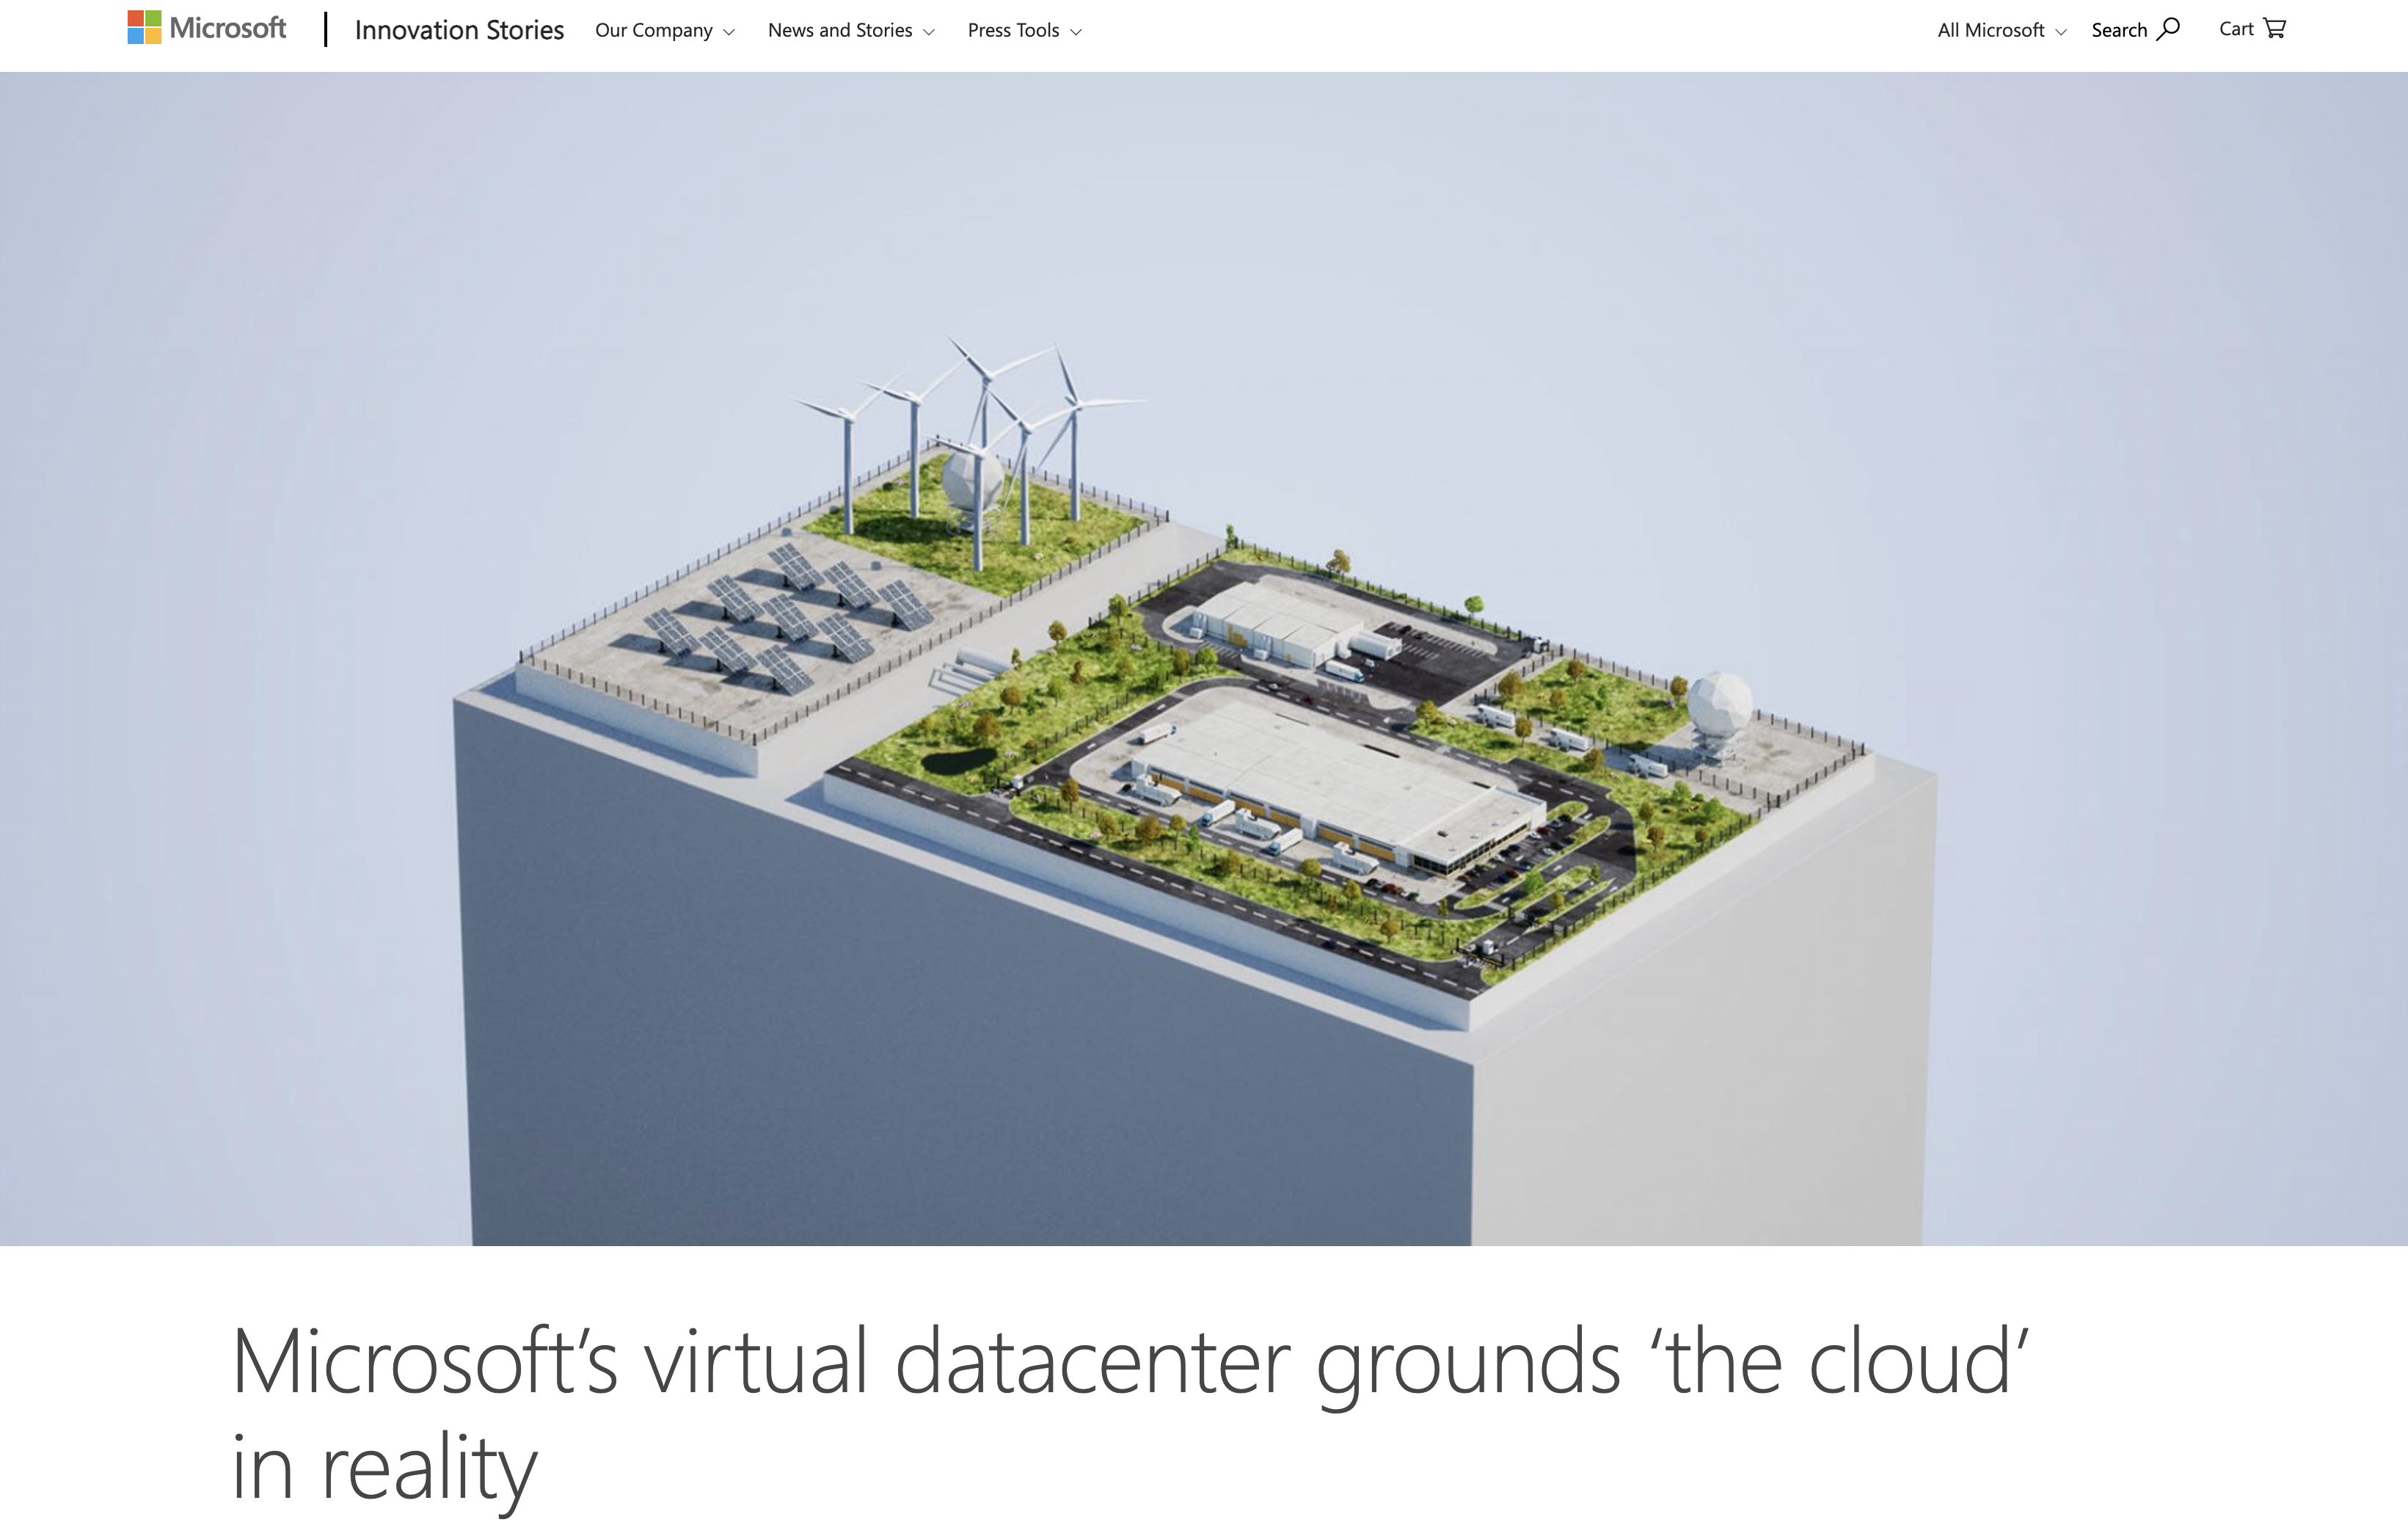 Microsoft
Innovation Stories
Our Company
News and Stories
Press Tools
All Microsoft
Search
Cart
Microsoft’s virtual datacenter grounds ‘the cloud’
in reality